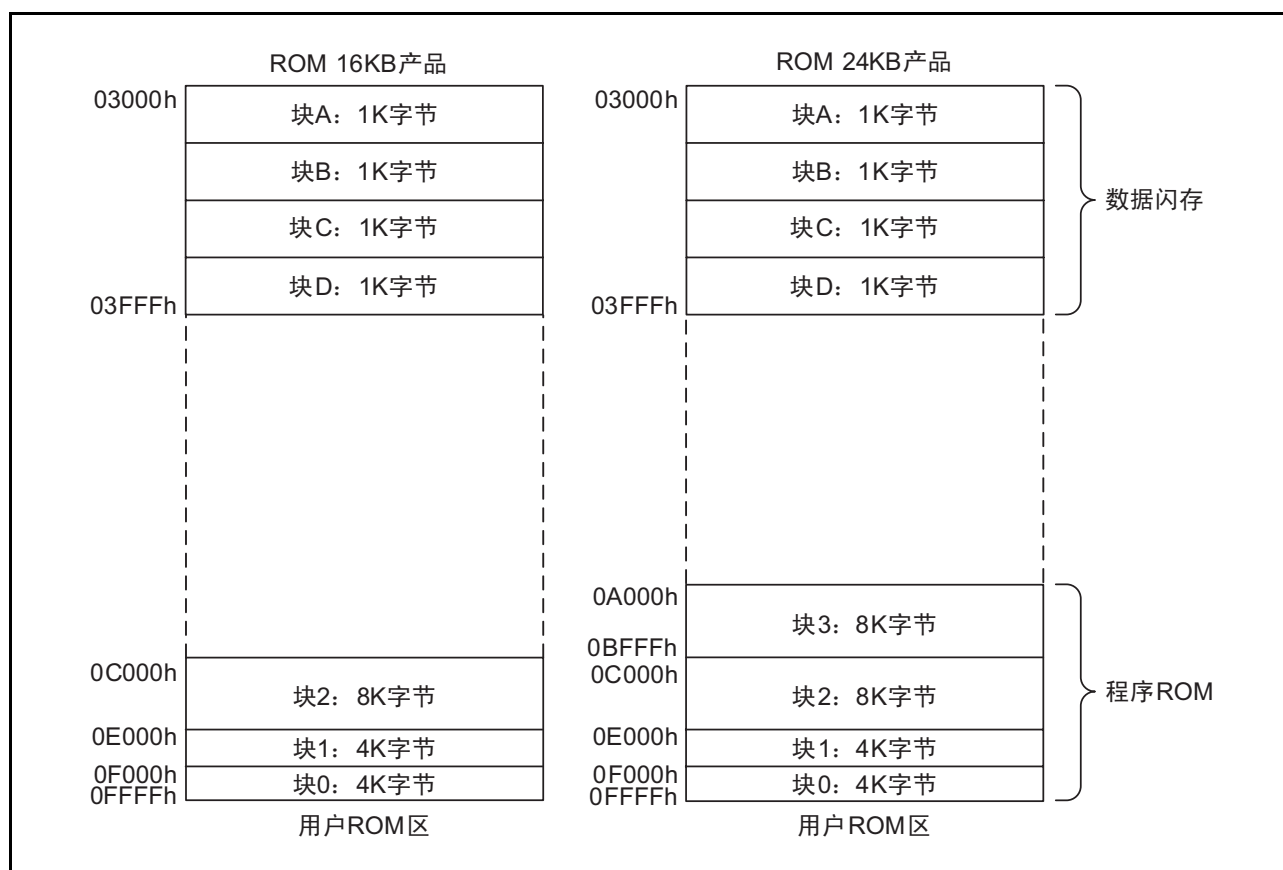 ROM 16KB产品
03000h
块A：1K字节
块B：1K字节
块C：1K字节
块D：1K字节
03FFFh
0C000h
块2：8K字节
0E000h
块1：4K字节
0F000h
块0：4K字节
0FFFFh
用户ROM区
ROM 24KB产品
03000h
块A：1K字节
块B：1K字节
块C：1K字节
块D：1K字节
03FFFh
数据闪存
0A000h
块3：8K字节
0BFFFh
0C000h
块2：8K字节
0E000h
块1：4K字节
0F000h
块0：4K字节
0FFFFh
程序ROM
用户ROM区